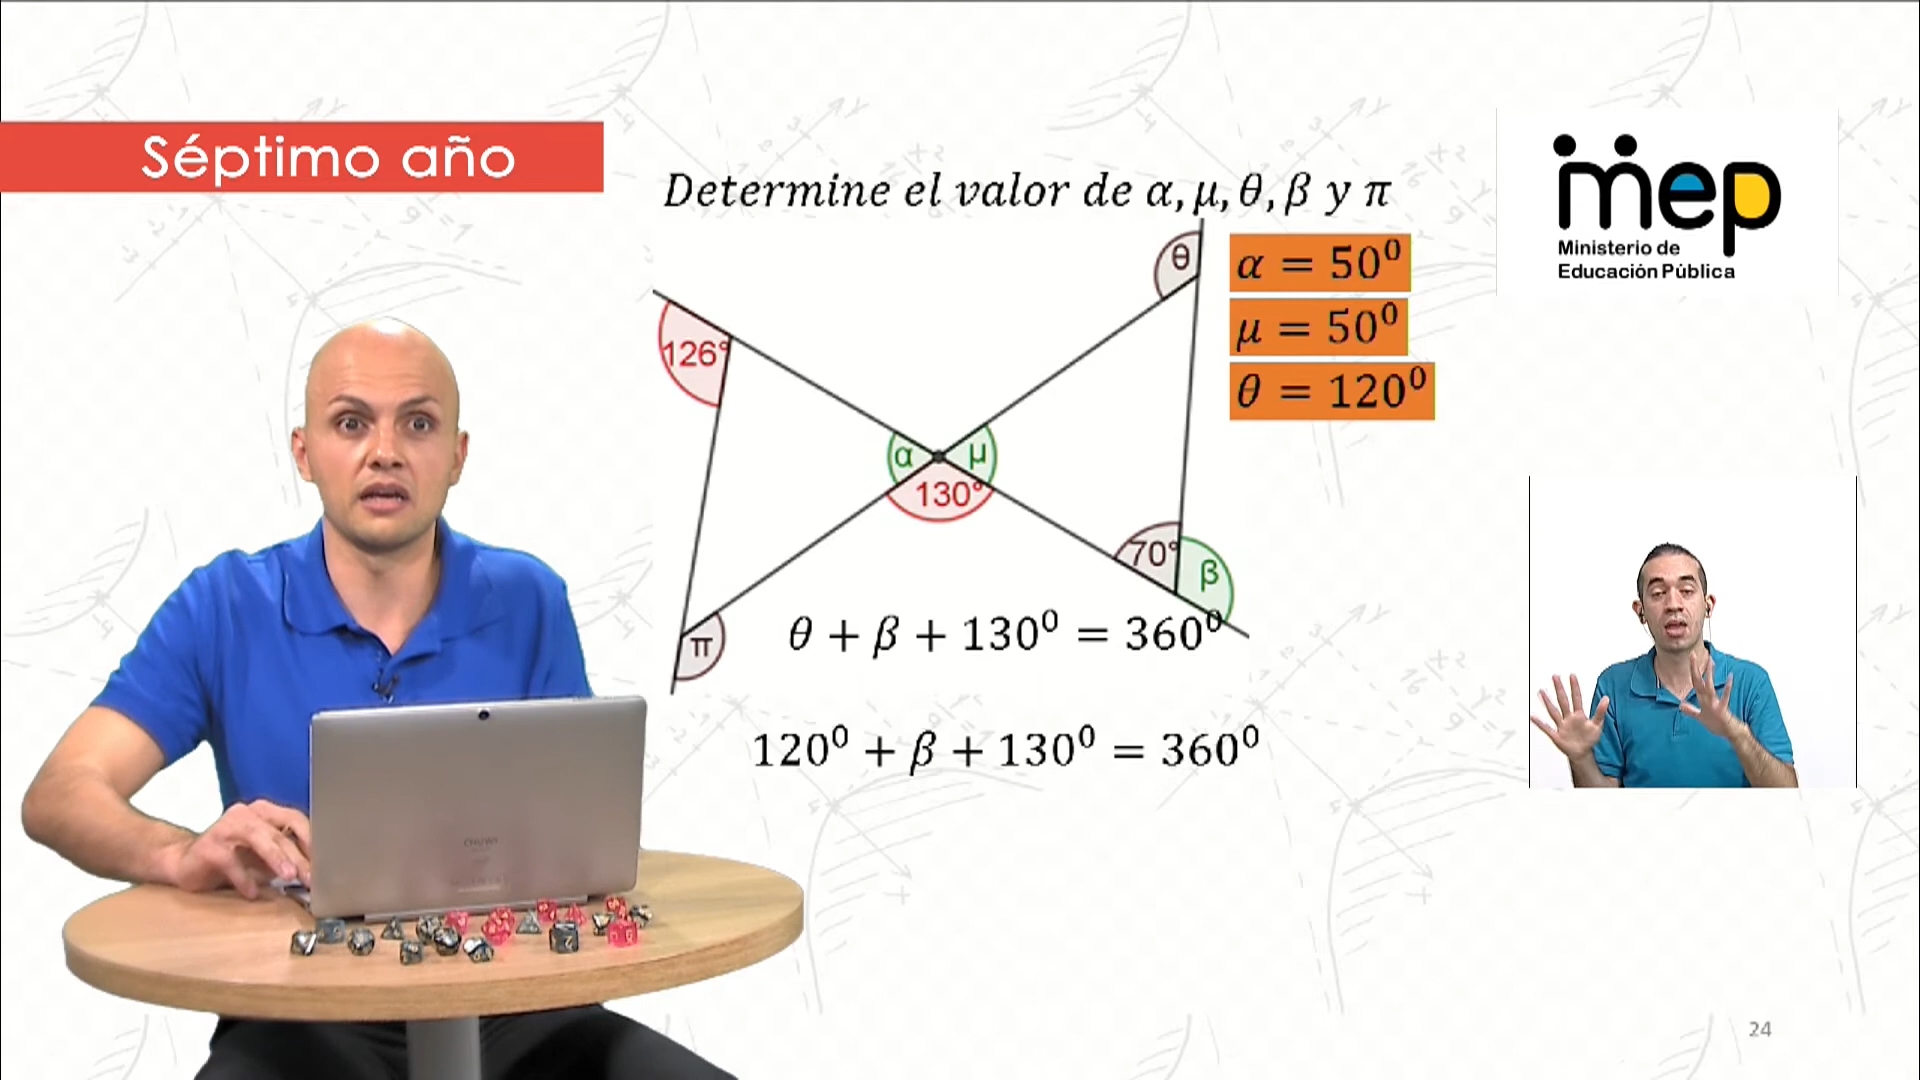 Séptimo año
Determine el valor de α, μ, θ, β y π
α = 50⁰
μ = 50⁰
θ = 120⁰
mep
Ministerio de
Educación Pública
θ
126°
α
μ
130°
70°
β
π
θ + β + 130⁰ = 360⁰
120⁰ + β + 130⁰ = 360⁰
CHUWI
24